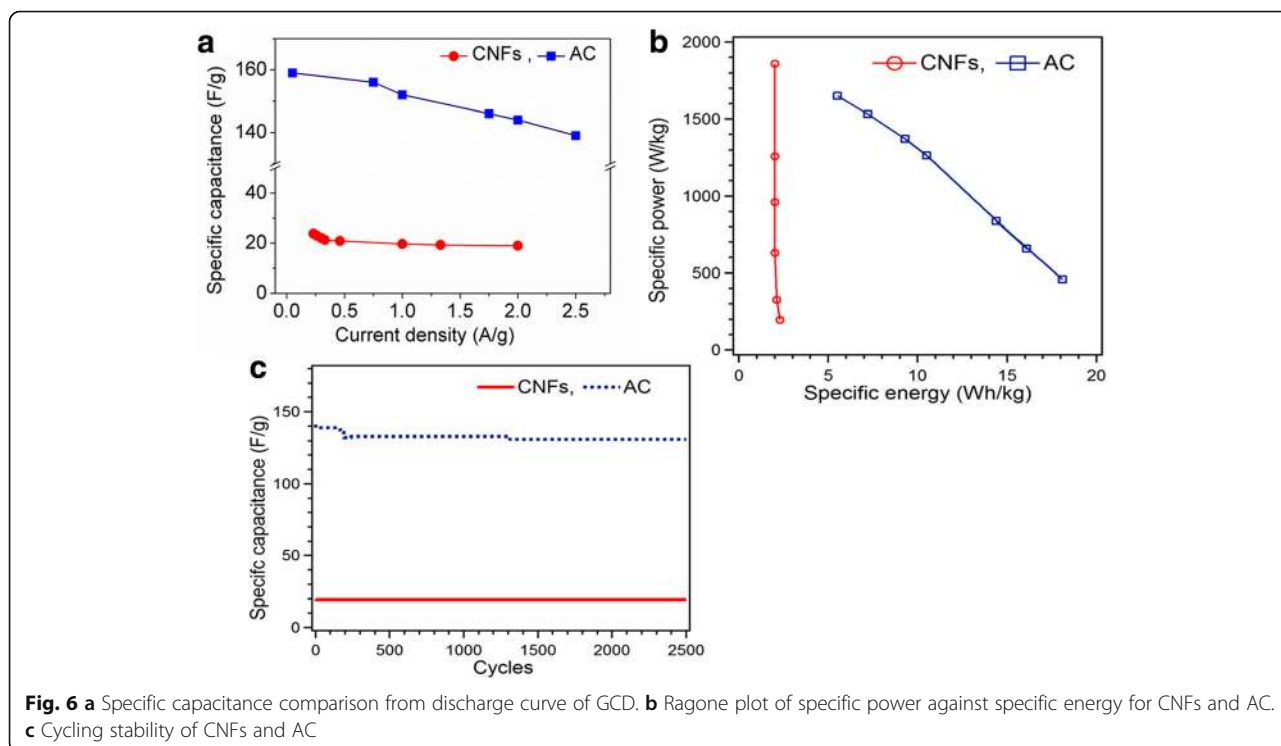 a
CNFs , AC
160
140
40
20
0
Specific capacitance (F/g)
0.0 0.5 1.0 1.5 2.0 2.5
Current density (A/g)
b
CNFs, AC
2000
1500
1000
500
0
Specific power (W/kg)
0 5 10 15 20
Specific energy (Wh/kg)
c
CNFs, AC
150
100
50
0
Specifc capacitance (F/g)
0 500 1000 1500 2000 2500
Cycles
Fig. 6 a Specific capacitance comparison from discharge curve of GCD. b Ragone plot of specific power against specific energy for CNFs and AC.
c Cycling stability of CNFs and AC